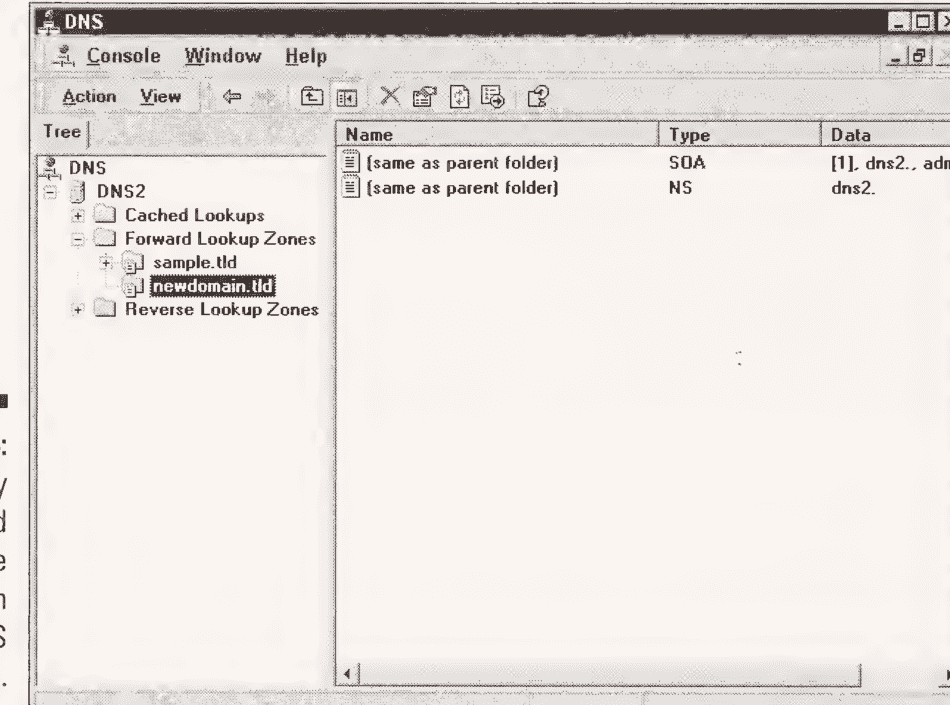 DNS
Console Window Help
Action View
Tree
DNS
DNS2
Cached Lookups
Forward Lookup Zones
sample.tld
newdomain.tld
Reverse Lookup Zones
Name Type Data
(same as parent folder) SOA [1], dns2., adm
(same as parent folder) NS dns2.